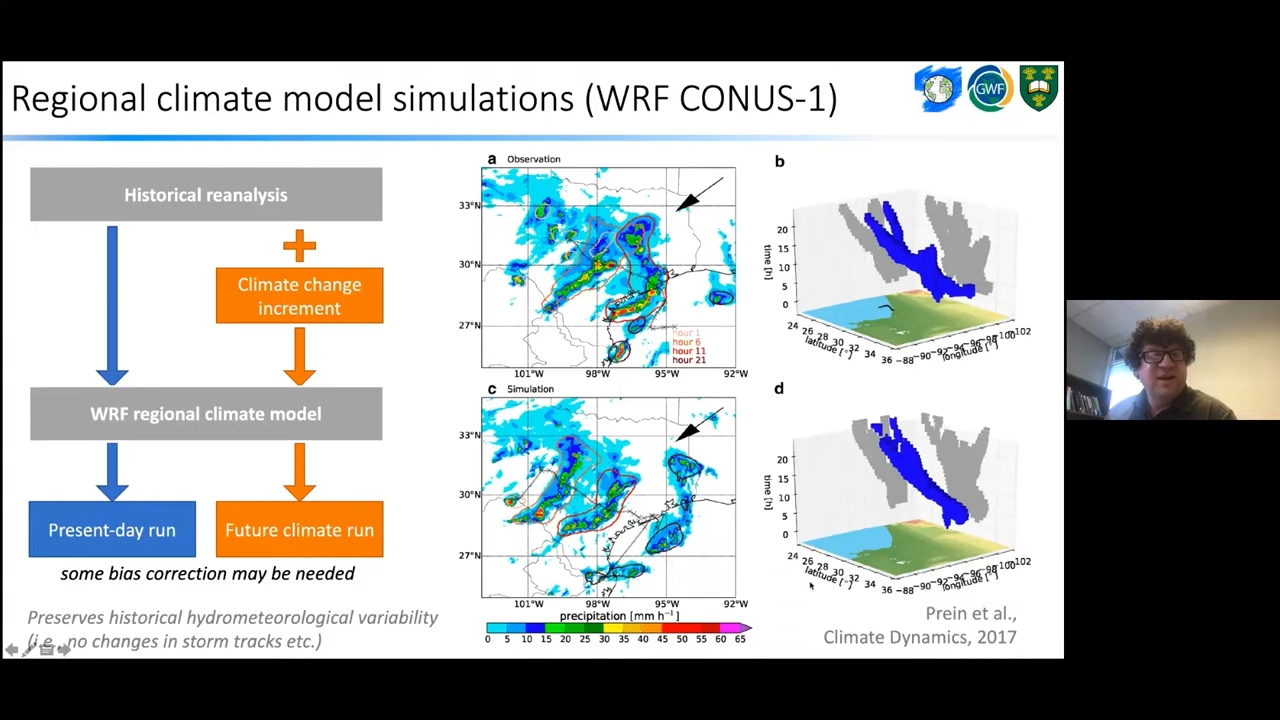 Regional climate model simulations (WRF CONUS-1)
GWF
Historical reanalysis
Climate change
increment
WRF regional climate model
Present-day run
Future climate run
some bias correction may be needed
Preserves historical hydrometeorological variability
(i.e., no changes in storm tracks etc.)
a Observation
33°N
30°N
27°N
hour 1
hour 6
hour 11
hour 21
101°W 98°W 95°W 92°W
b
time [h]
20
15
10
5
0
24 26 28 30 32 34 36
latitude [°]
−88 −90 −92 −94 −96 −98 −100 −102
longitude [°]
c Simulation
33°N
30°N
27°N
101°W 98°W 95°W 92°W
precipitation [mm h⁻¹]
0 5 10 15 20 25 30 35 40 45 50 55 60 65
d
time [h]
20
15
10
5
0
24 26 28 30 32 34 36
latitude [°]
−88 −90 −92 −94 −96 −98 −100 −102
longitude [°]
Prein et al.,
Climate Dynamics, 2017